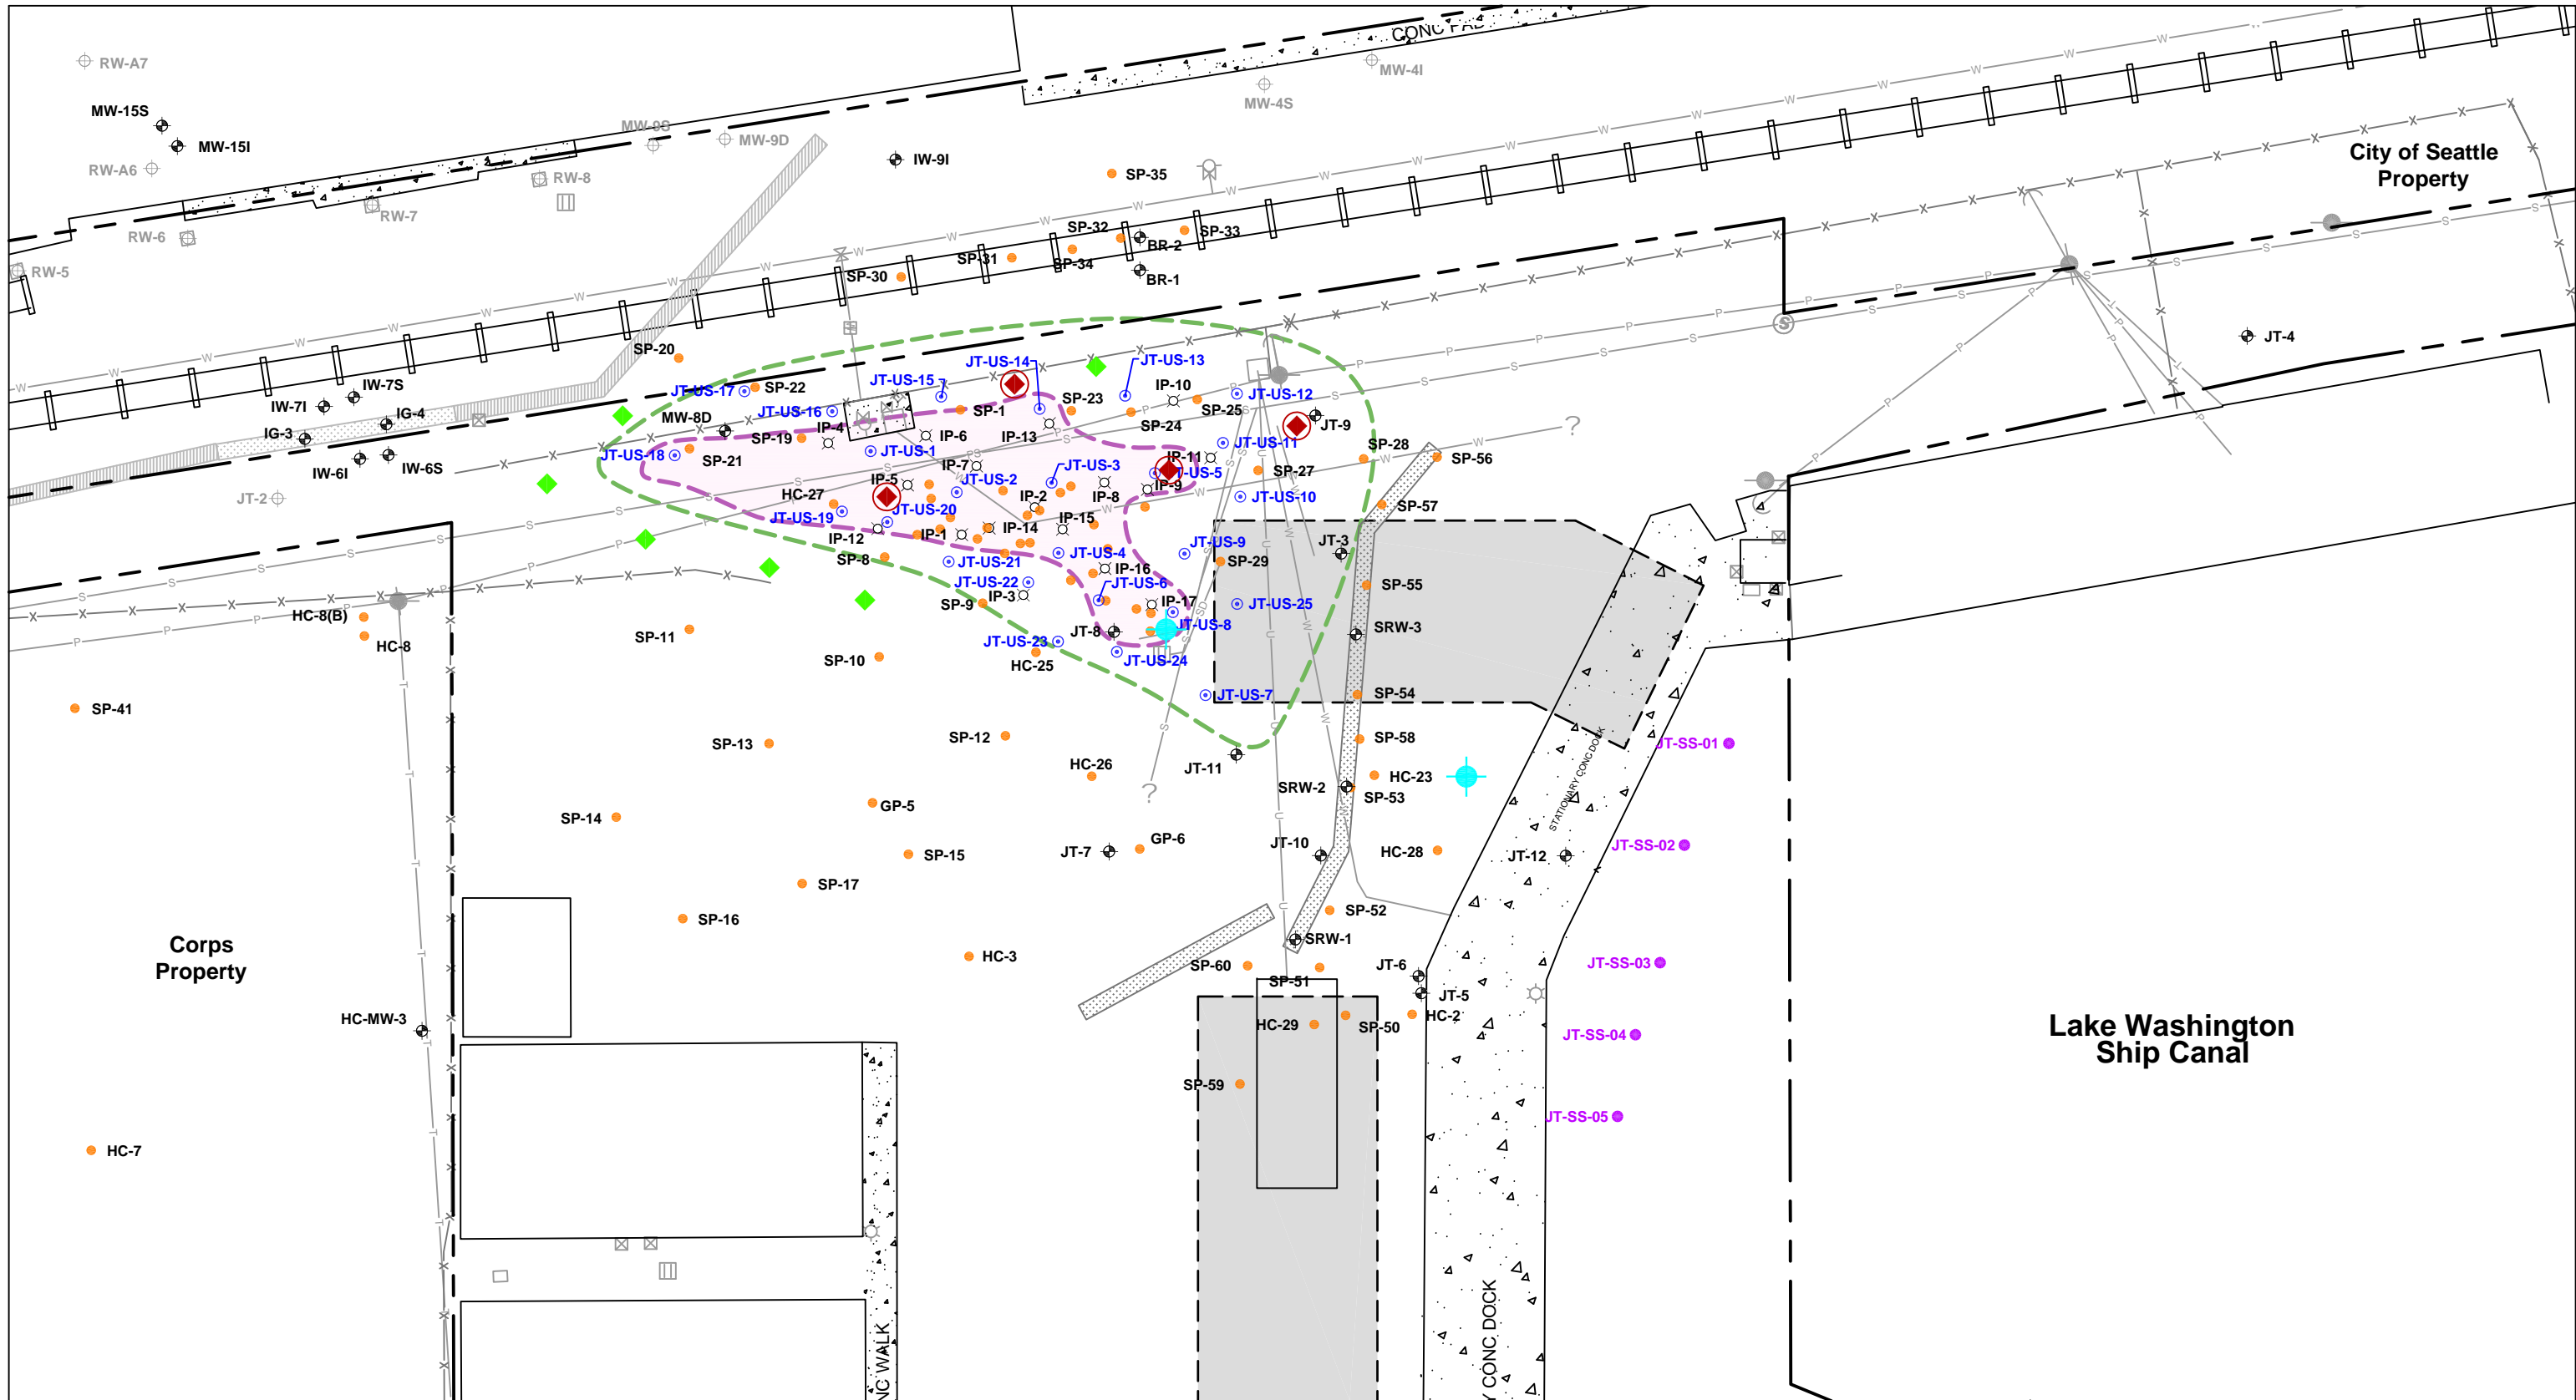 CONC PAD
RW-A7
MW-4I
MW-4S
MW-15S
MW-15I
MW-9S
MW-9D
IW-9I
RW-A6
RW-8
SP-35
City of Seattle
Property
RW-7
RW-6
SP-32
SP-33
BR-2
RW-5
SP-31
SP-34
SP-30
BR-1
S
JT-4
SP-20
JT-US-14
JT-US-13
IW-7S
JT-US-17
SP-22
JT-US-15
IP-10
JT-US-12
IW-7I
IG-4
JT-US-16
SP-1
SP-23
SP-25
MW-8D
SP-24
JT-9
IG-3
SP-19
IP-4
IP-6
IP-13
JT-US-11
SP-28
JT-US-18
SP-21
JT-US-1
IP-11
SP-56
IW-6I
IW-6S
IP-7
JT-US-3
JT-US-5
SP-27
IP-5
JT-US-2
IP-8
IP-9
JT-2
HC-27
IP-2
JT-US-10
SP-57
JT-US-19
JT-US-20
IP-12
IP-1
IP-14
IP-15
JT-3
SP-8
JT-US-21
JT-US-4
JT-US-9
SP-29
IP-16
JT-US-22
JT-US-6
SP-55
SP-9
IP-3
IP-17
JT-US-25
HC-8(B)
SD
HC-8
SP-11
JT-8
JT-US-8
SRW-3
JT-US-23
SP-10
HC-25
JT-US-24
JT-US-7
SP-54
SP-41
SP-13
SP-12
SP-58
JT-SS-01
JT-11
HC-26
HC-23
STATIONARY CONC DOCK
?
?
SRW-2
SP-53
GP-5
SP-14
GP-6
JT-SS-02
JT-7
JT-10
HC-28
JT-12
SP-15
SP-17
SP-52
SP-16
SRW-1
Corps
Property
HC-3
SP-60
SP-51
JT-6
JT-SS-03
JT-5
HC-MW-3
HC-29
SP-50
HC-2
JT-SS-04
Lake Washington
Ship Canal
SP-59
JT-SS-05
HC-7
NC WALK
Y CONC DOCK